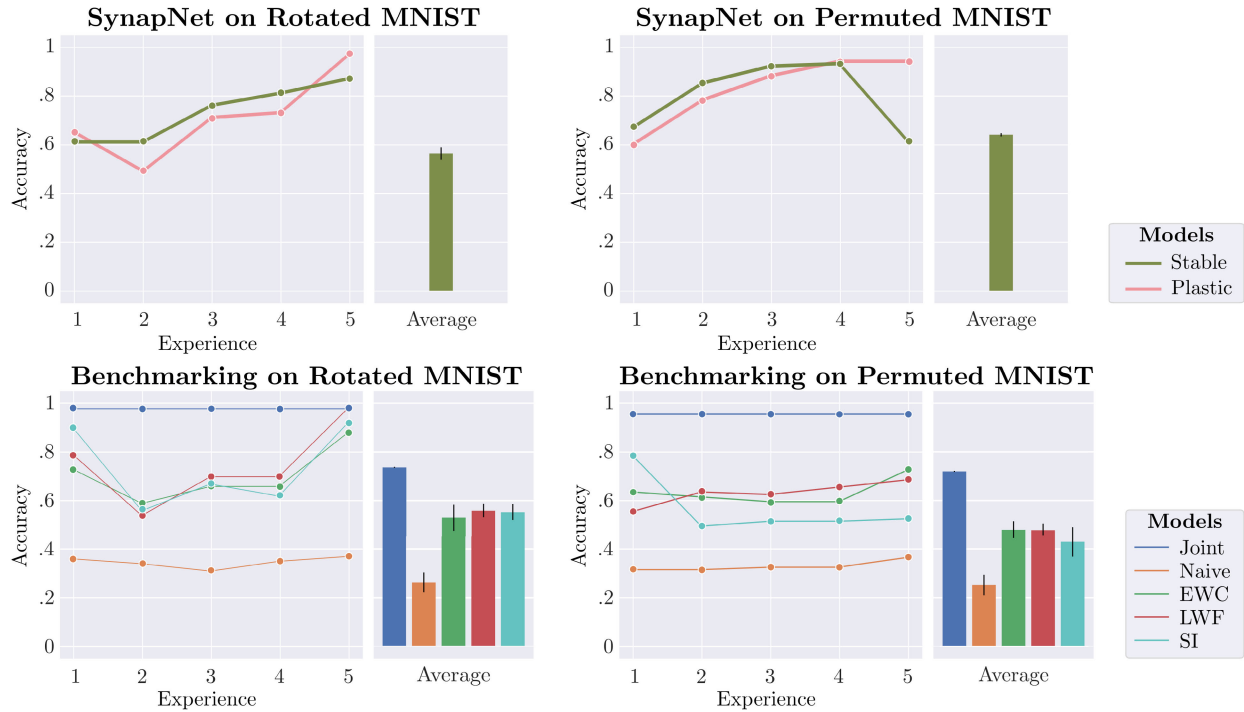 SynapNet on Rotated MNIST
1
.8
.6
.4
.2
0
Accuracy
1 2 3 4 5
Experience
Average
SynapNet on Permuted MNIST
1
.8
.6
.4
.2
0
Accuracy
1 2 3 4 5
Experience
Average
Models
Stable
Plastic
Benchmarking on Rotated MNIST
1
.8
.6
.4
.2
0
Accuracy
1 2 3 4 5
Experience
Average
Benchmarking on Permuted MNIST
1
.8
.6
.4
.2
0
Accuracy
1 2 3 4 5
Experience
Average
Models
Joint
Naive
EWC
LWF
SI